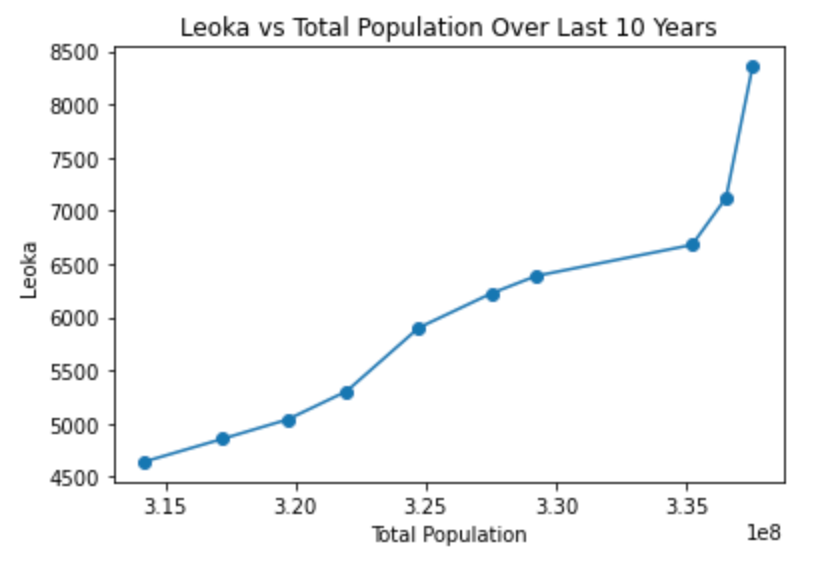 Leoka vs Total Population Over Last 10 Years
8500
8000
7500
7000
6500
6000
5500
5000
4500
Leoka
3.15 3.20 3.25 3.30 3.35
Total Population
1e8